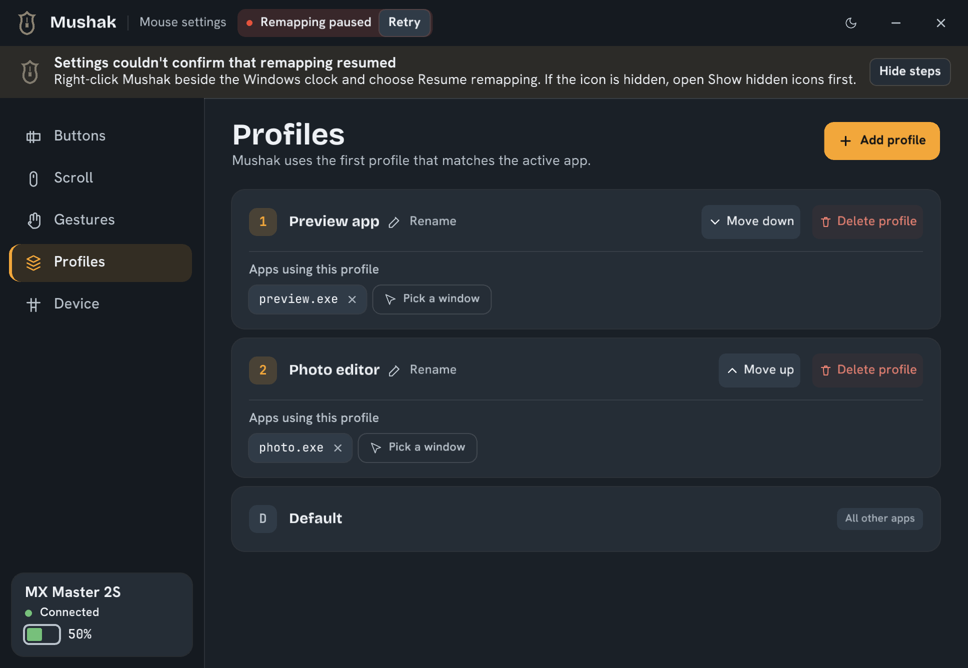 Mushak
Mouse settings
Remapping paused
Retry
Settings couldn't confirm that remapping resumed
Right-click Mushak beside the Windows clock and choose Resume remapping. If the icon is hidden, open Show hidden icons first.
Hide steps
Buttons
Scroll
Gestures
Profiles
Device
MX Master 2S
Connected
50%
Profiles
Mushak uses the first profile that matches the active app.
Add profile
1
Preview app
Rename
Move down
Delete profile
Apps using this profile
preview.exe
Pick a window
2
Photo editor
Rename
Move up
Delete profile
Apps using this profile
photo.exe
Pick a window
D
Default
All other apps